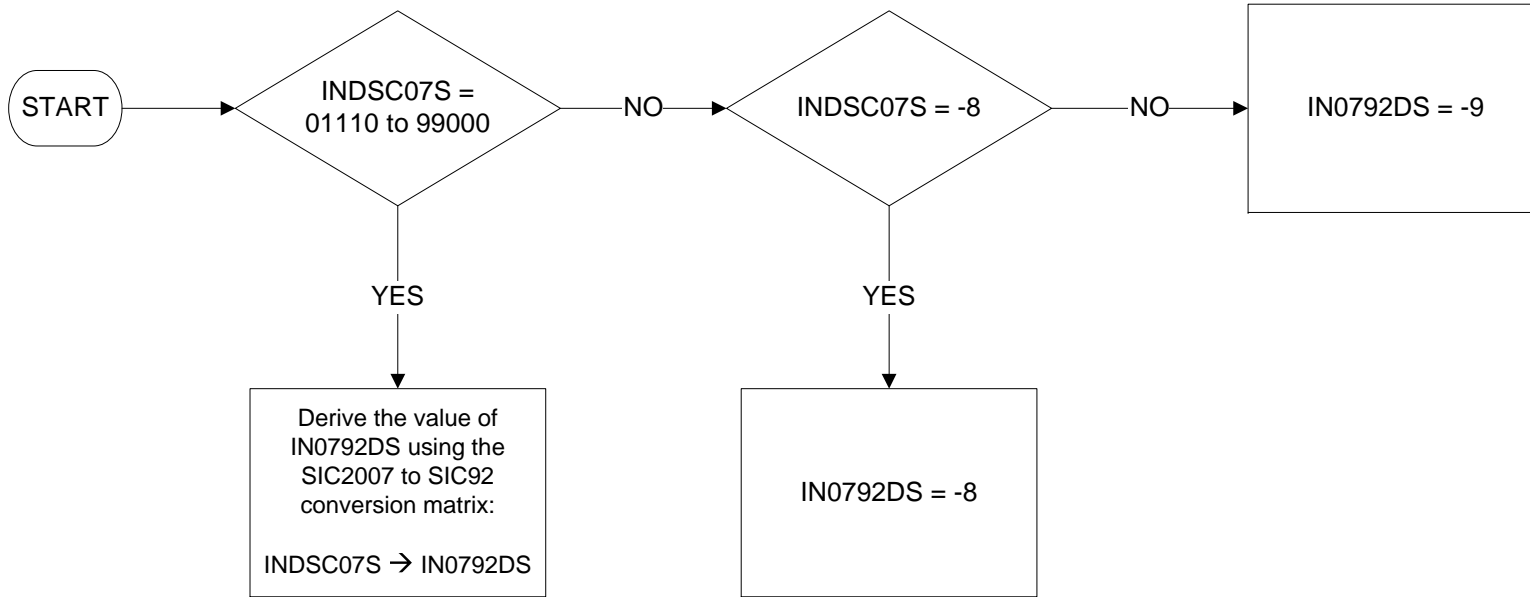 START
INDSC07S =
01110 to 99000
NO
INDSC07S = -8
NO
IN0792DS = -9
YES
YES
Derive the value of
IN0792DS using the
SIC2007 to SIC92
conversion matrix:
INDSC07S → IN0792DS
IN0792DS = -8